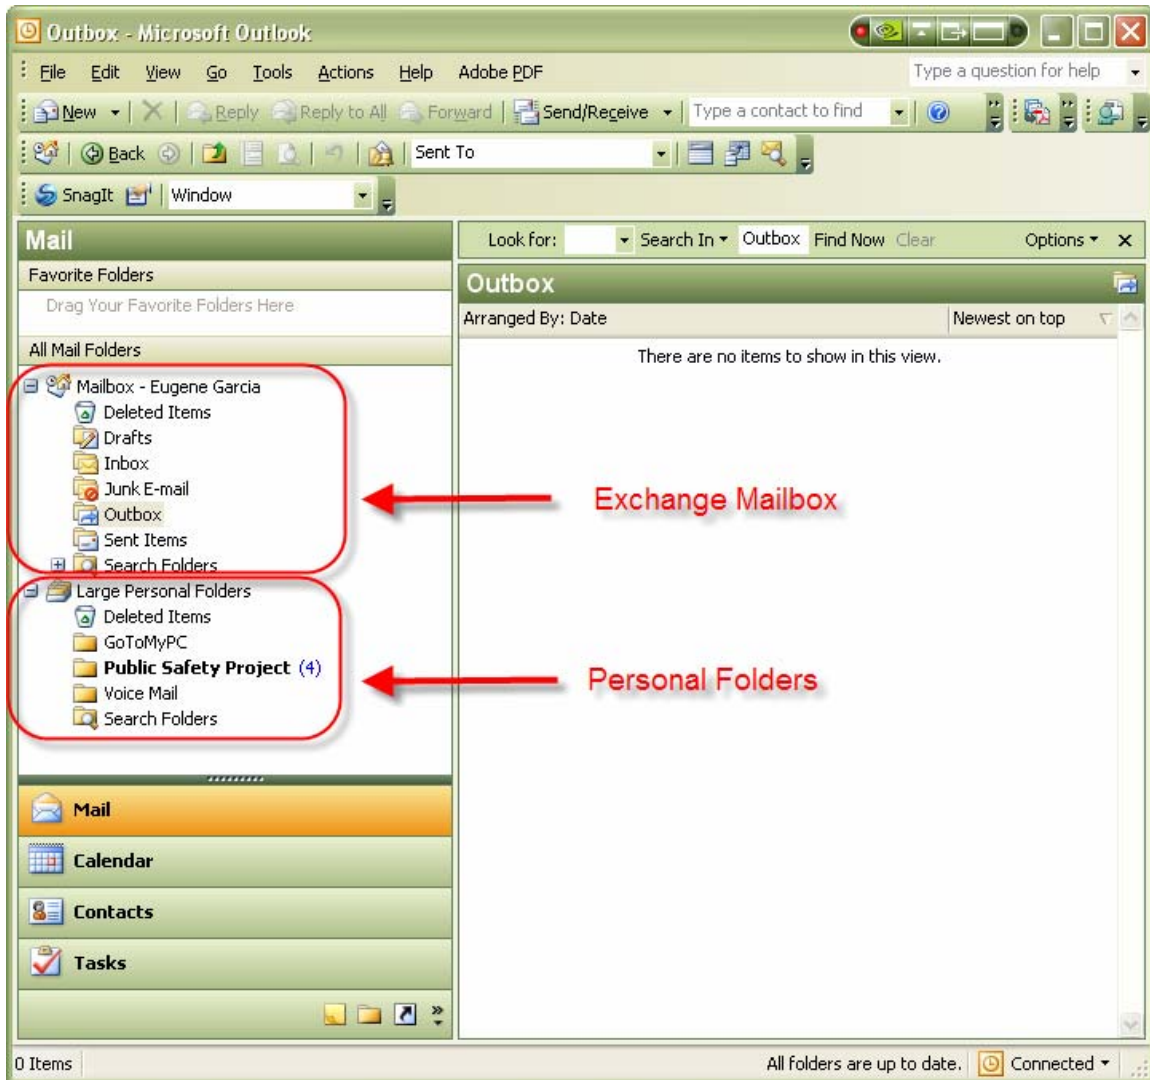 Outbox - Microsoft Outlook
File Edit View Go Tools Actions Help Adobe PDF Type a question for help
New Reply Reply to All Forward Send/Receive Type a contact to find
Back Sent To
SnagIt Window
Mail
Look for: Search In Outbox Find Now Clear Options
Favorite Folders
Drag Your Favorite Folders Here
Outbox
Arranged By: Date Newest on top
All Mail Folders
There are no items to show in this view.
Mailbox - Eugene Garcia
Deleted Items
Drafts
Inbox
Junk E-mail
Outbox
Sent Items
Search Folders
Exchange Mailbox
Large Personal Folders
Deleted Items
GoToMyPC
Public Safety Project (4)
Voice Mail
Search Folders
Personal Folders
Mail
Calendar
Contacts
Tasks
0 Items All folders are up to date. Connected